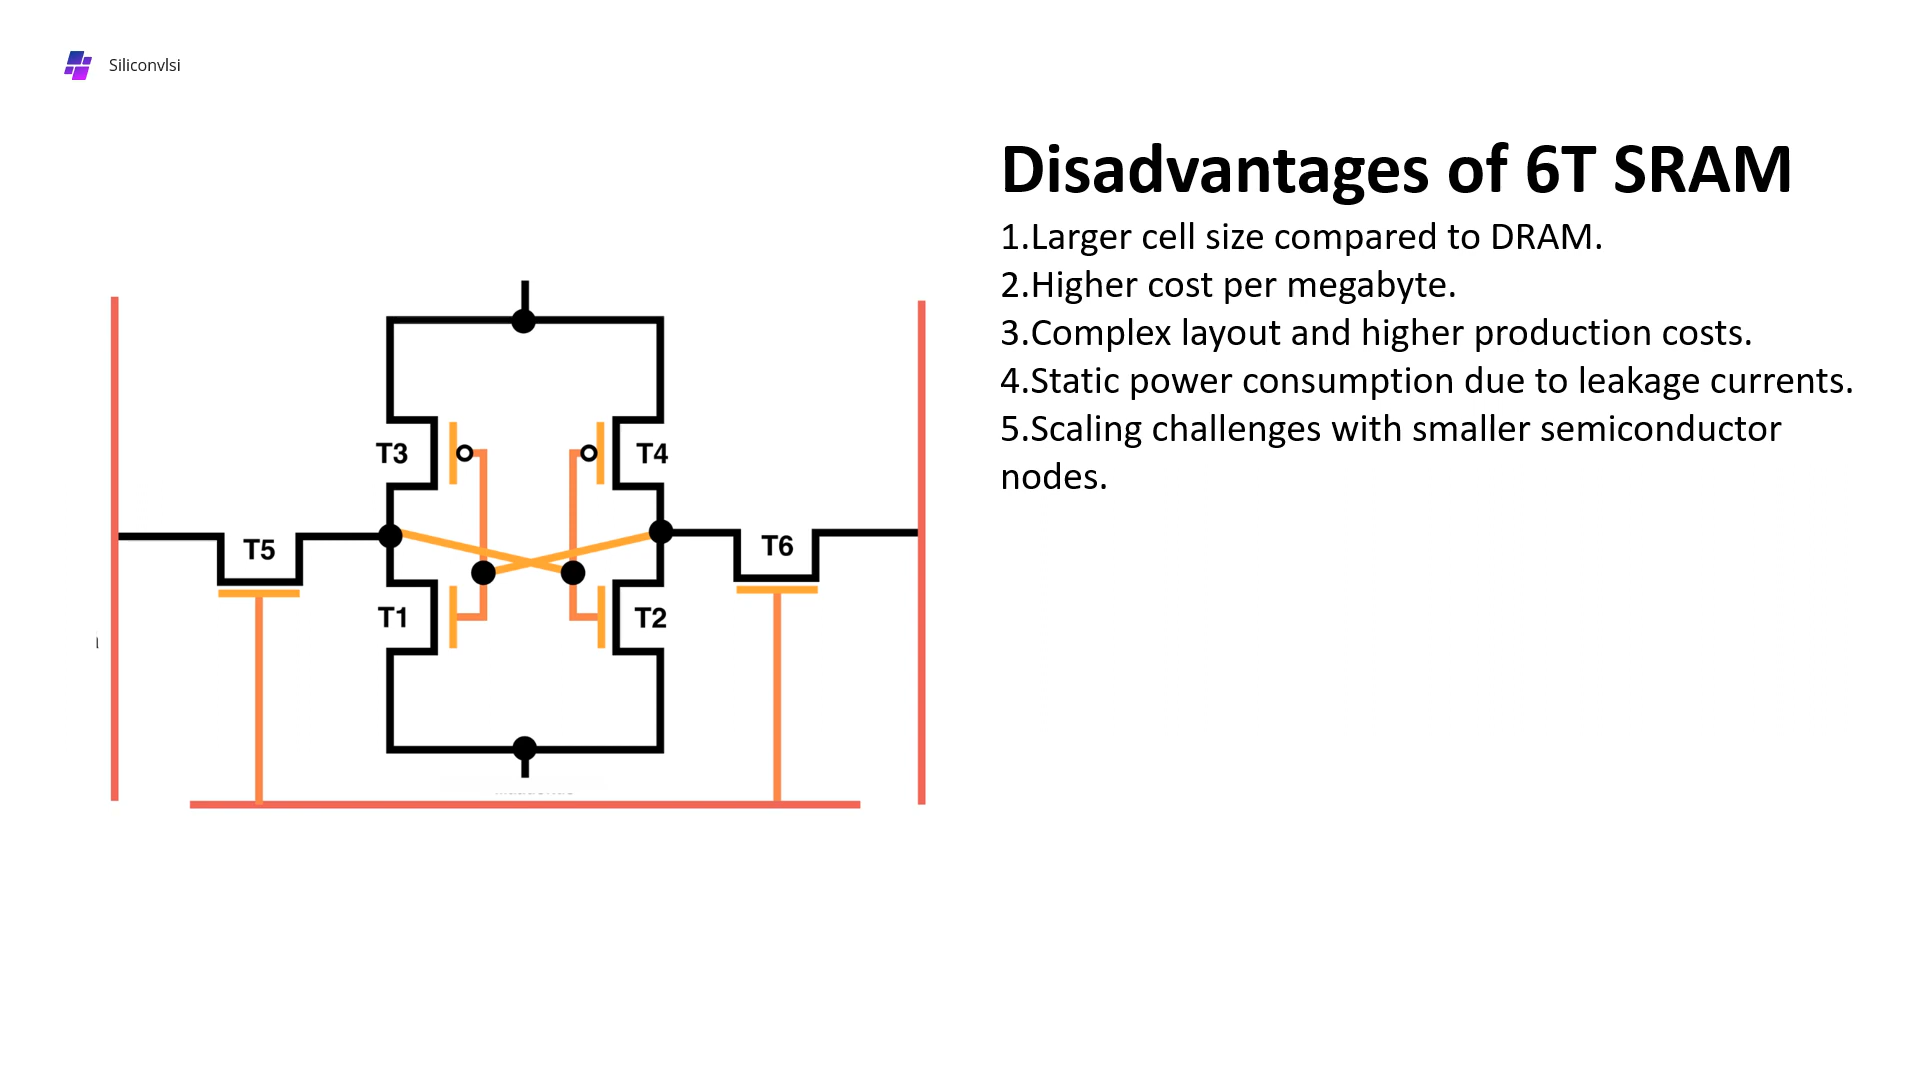 Siliconvlsi
Disadvantages of 6T SRAM
1.Larger cell size compared to DRAM.
2.Higher cost per megabyte.
3.Complex layout and higher production costs.
4.Static power consumption due to leakage currents.
5.Scaling challenges with smaller semiconductor
nodes.
T3
T4
T5
T6
T1
T2